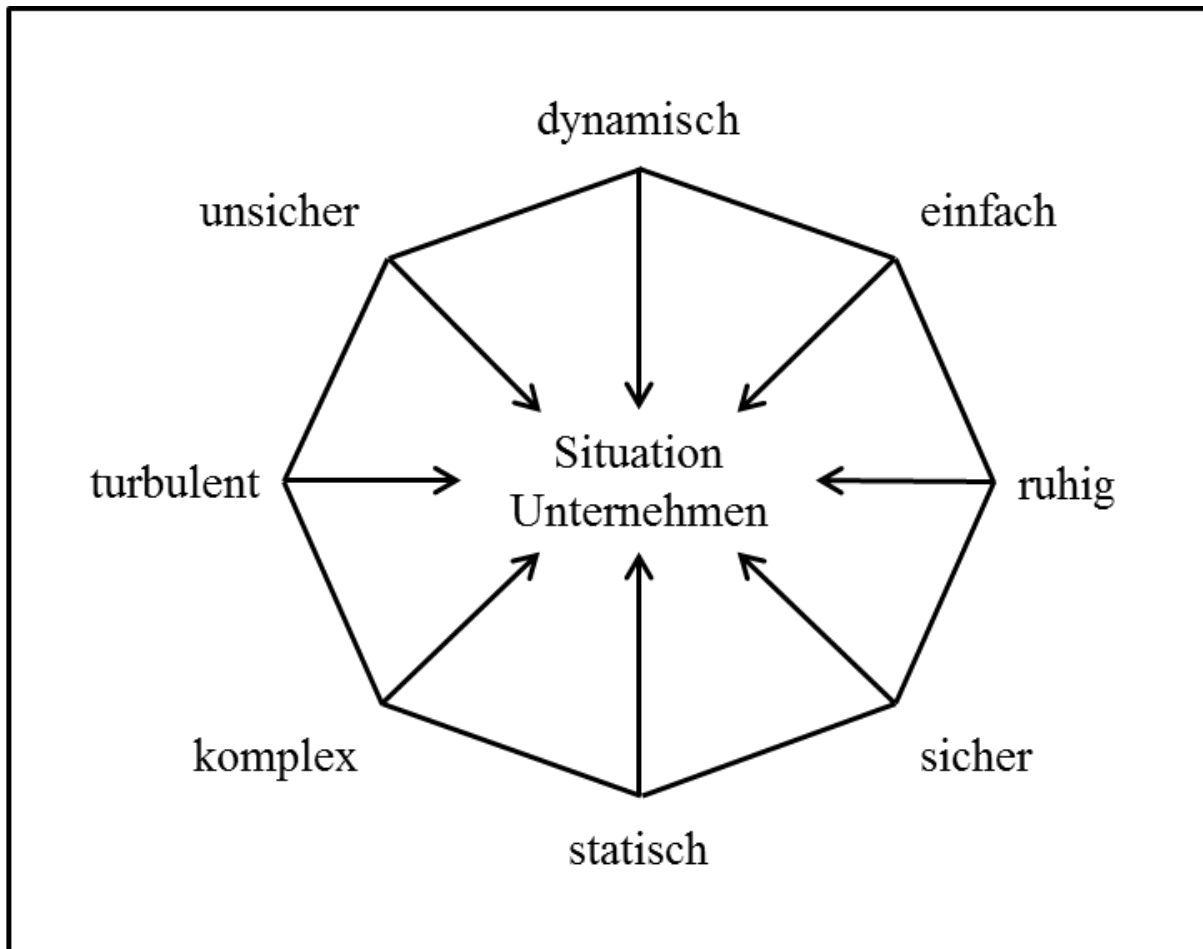 dynamisch
unsicher
einfach
Situation
Unternehmen
turbulent
ruhig
komplex
sicher
statisch